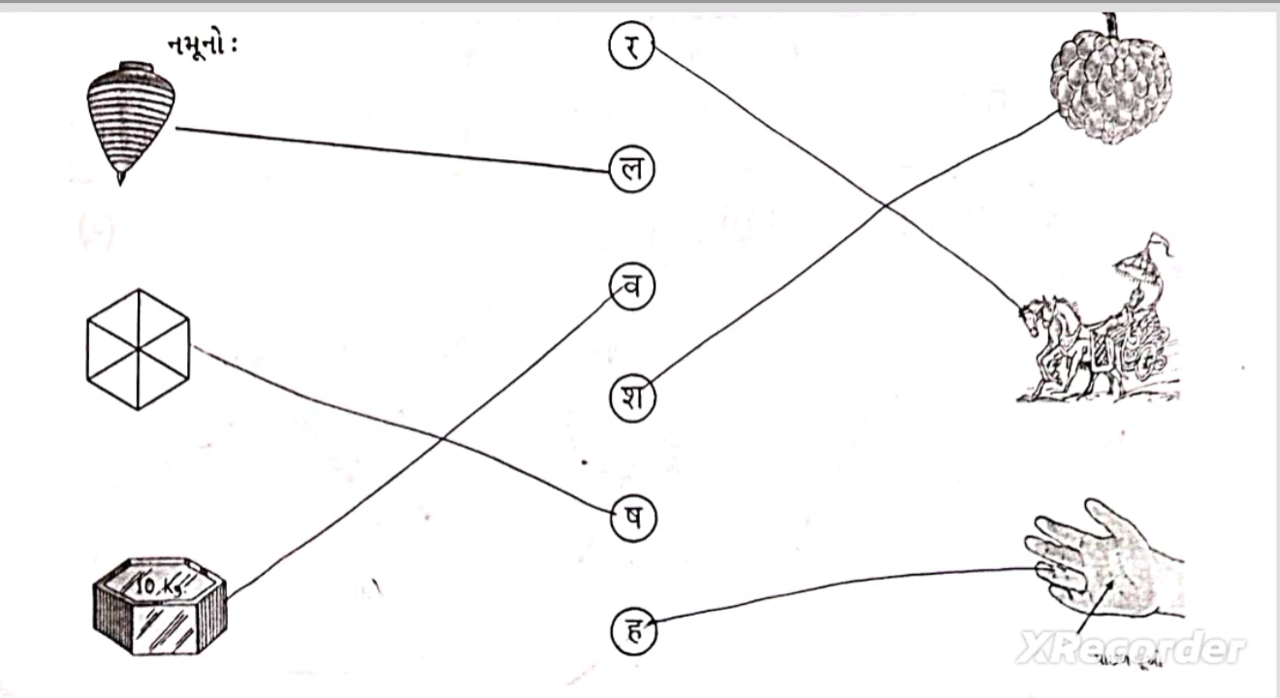 નમૂનો :
र
ल
व
श
ष
ह
10 Kg.
XRecorder